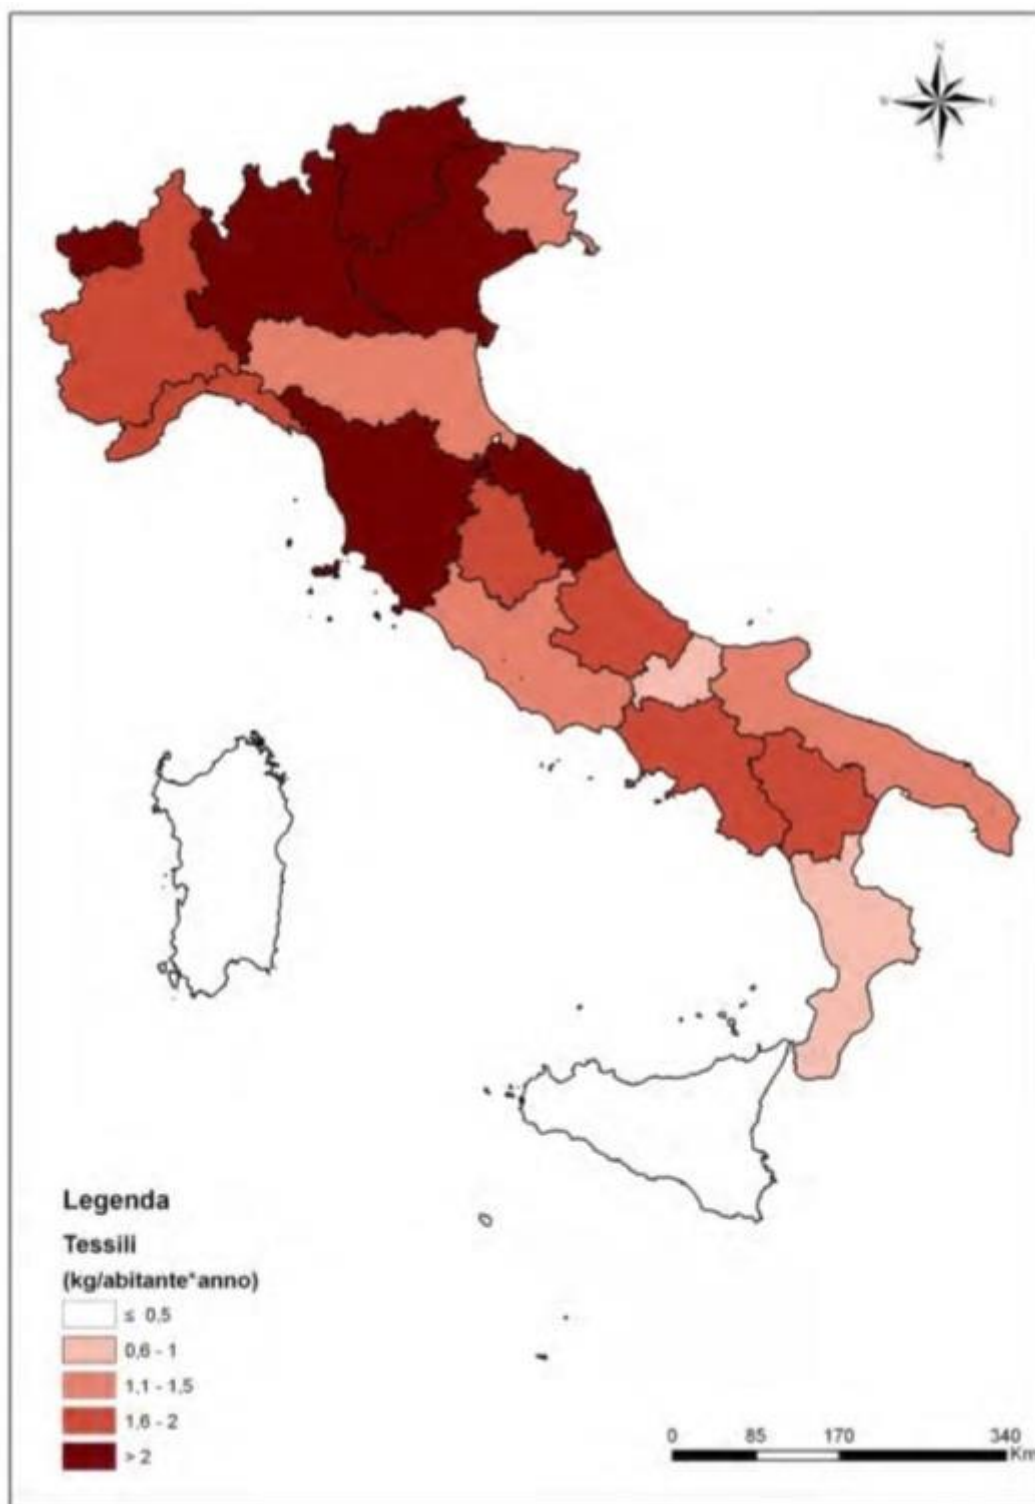 N
W E
S
Legenda
Tessili
(kg/abitante*anno)
≤ 0,5
0,6 - 1
1,1 - 1,5
1,6 - 2
> 2
0 85 170 340
Km